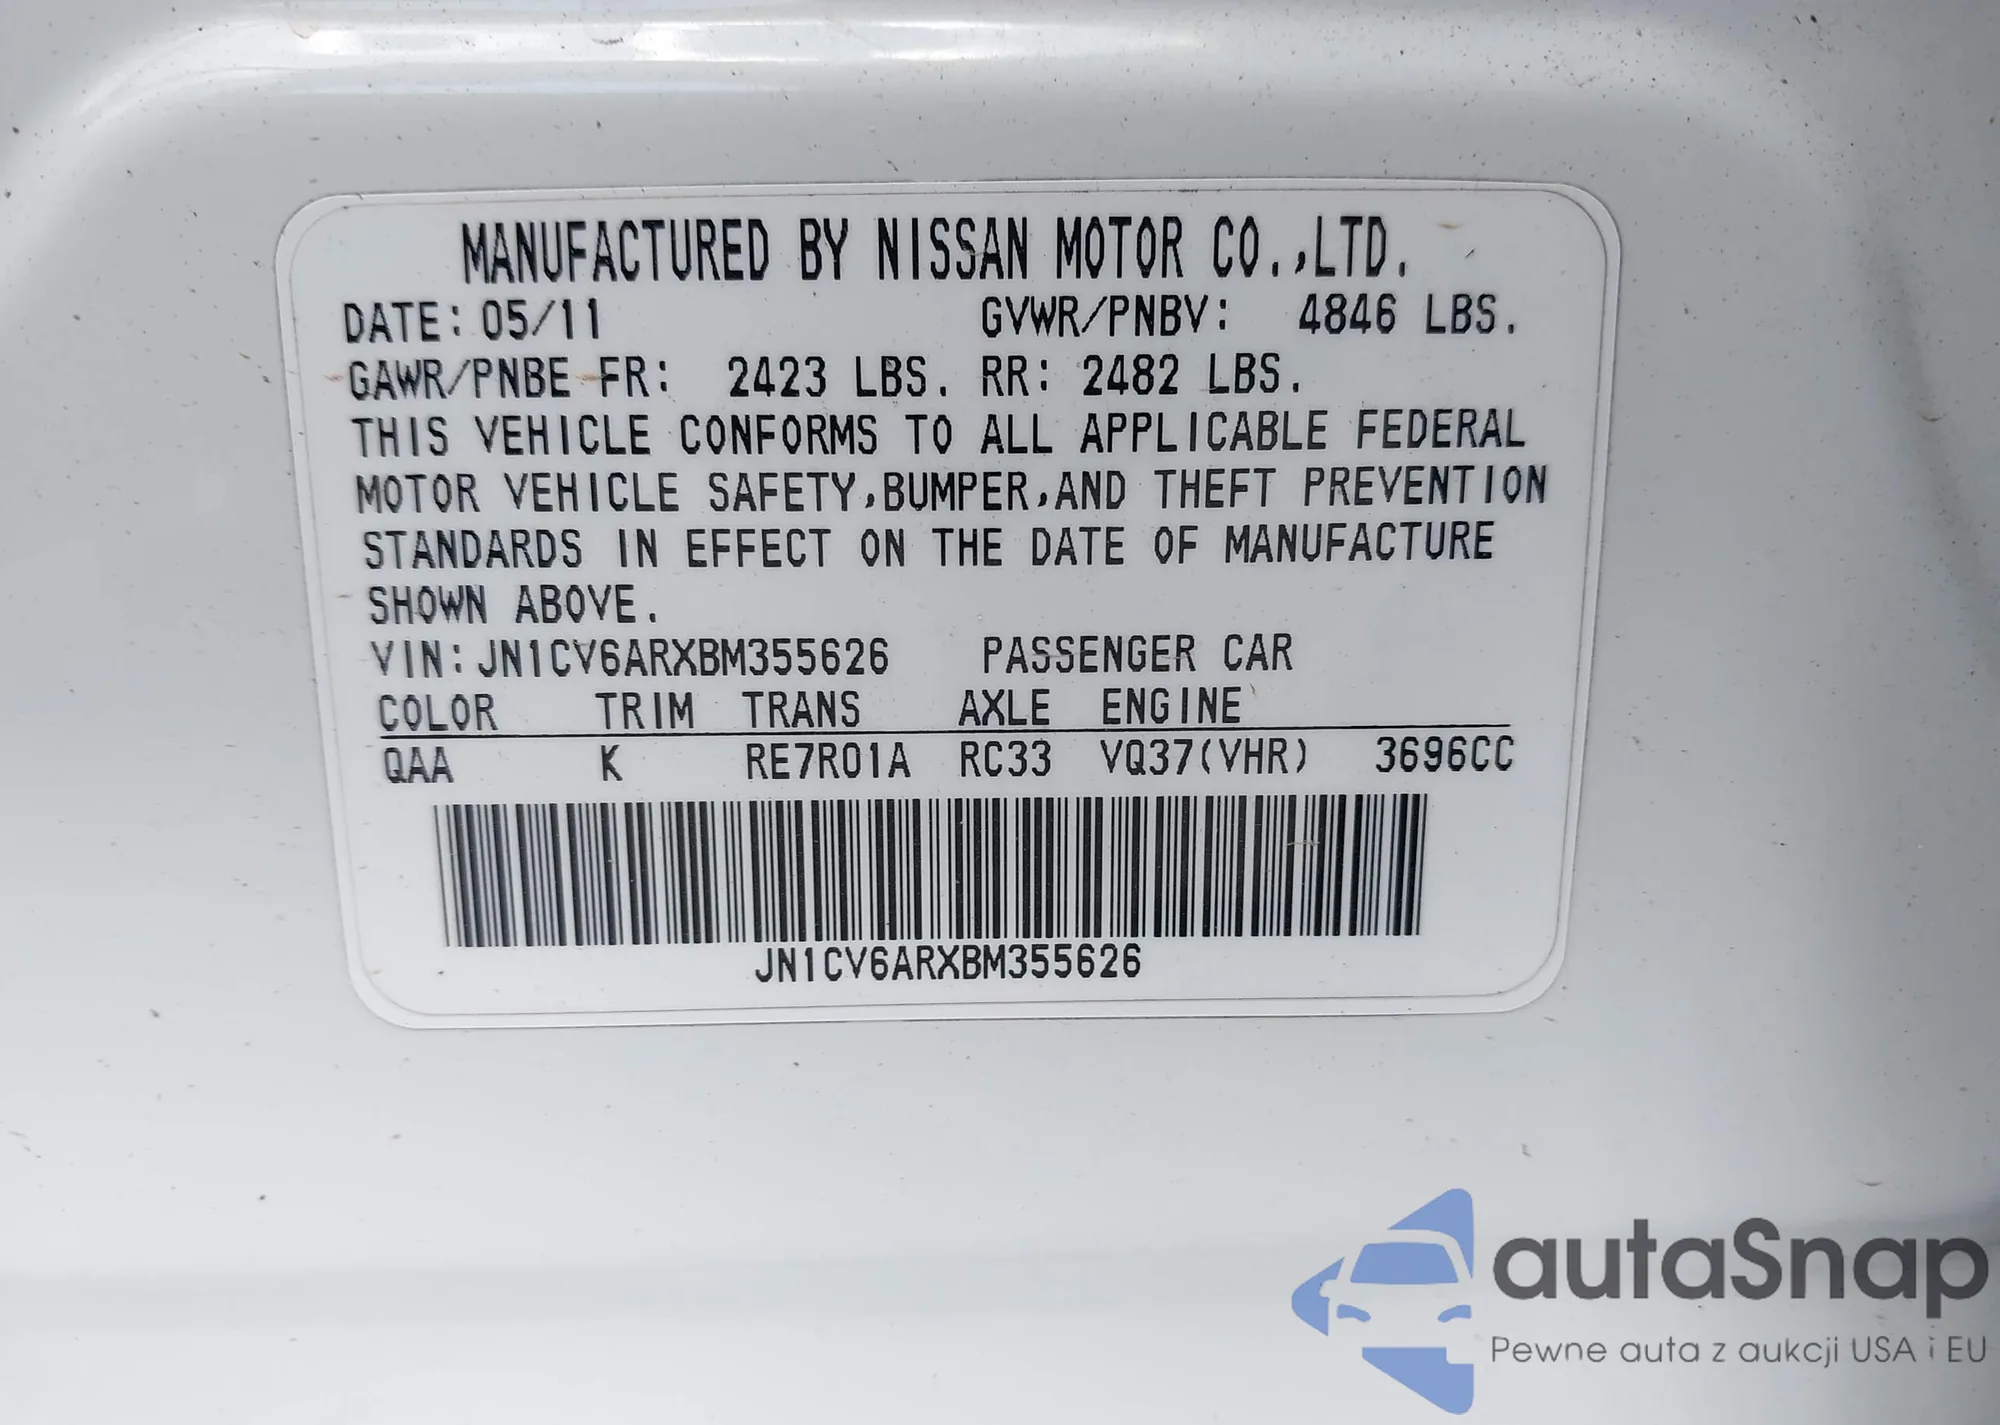 MANUFACTURED BY NISSAN MOTOR CO.,LTD.
DATE: 05/11 GVWR/PNBV: 4846 LBS.
GAWR/PNBE FR: 2423 LBS. RR: 2482 LBS.
THIS VEHICLE CONFORMS TO ALL APPLICABLE FEDERAL
MOTOR VEHICLE SAFETY,BUMPER,AND THEFT PREVENTION
STANDARDS IN EFFECT ON THE DATE OF MANUFACTURE
SHOWN ABOVE.
VIN: JN1CV6ARXBM355626 PASSENGER CAR
COLOR TRIM TRANS AXLE ENGINE
QAA K RE7R01A RC33 VQ37(VHR) 3696CC
JN1CV6ARXBM355626
autaSnap
Pewne auta z aukcji USA i EU